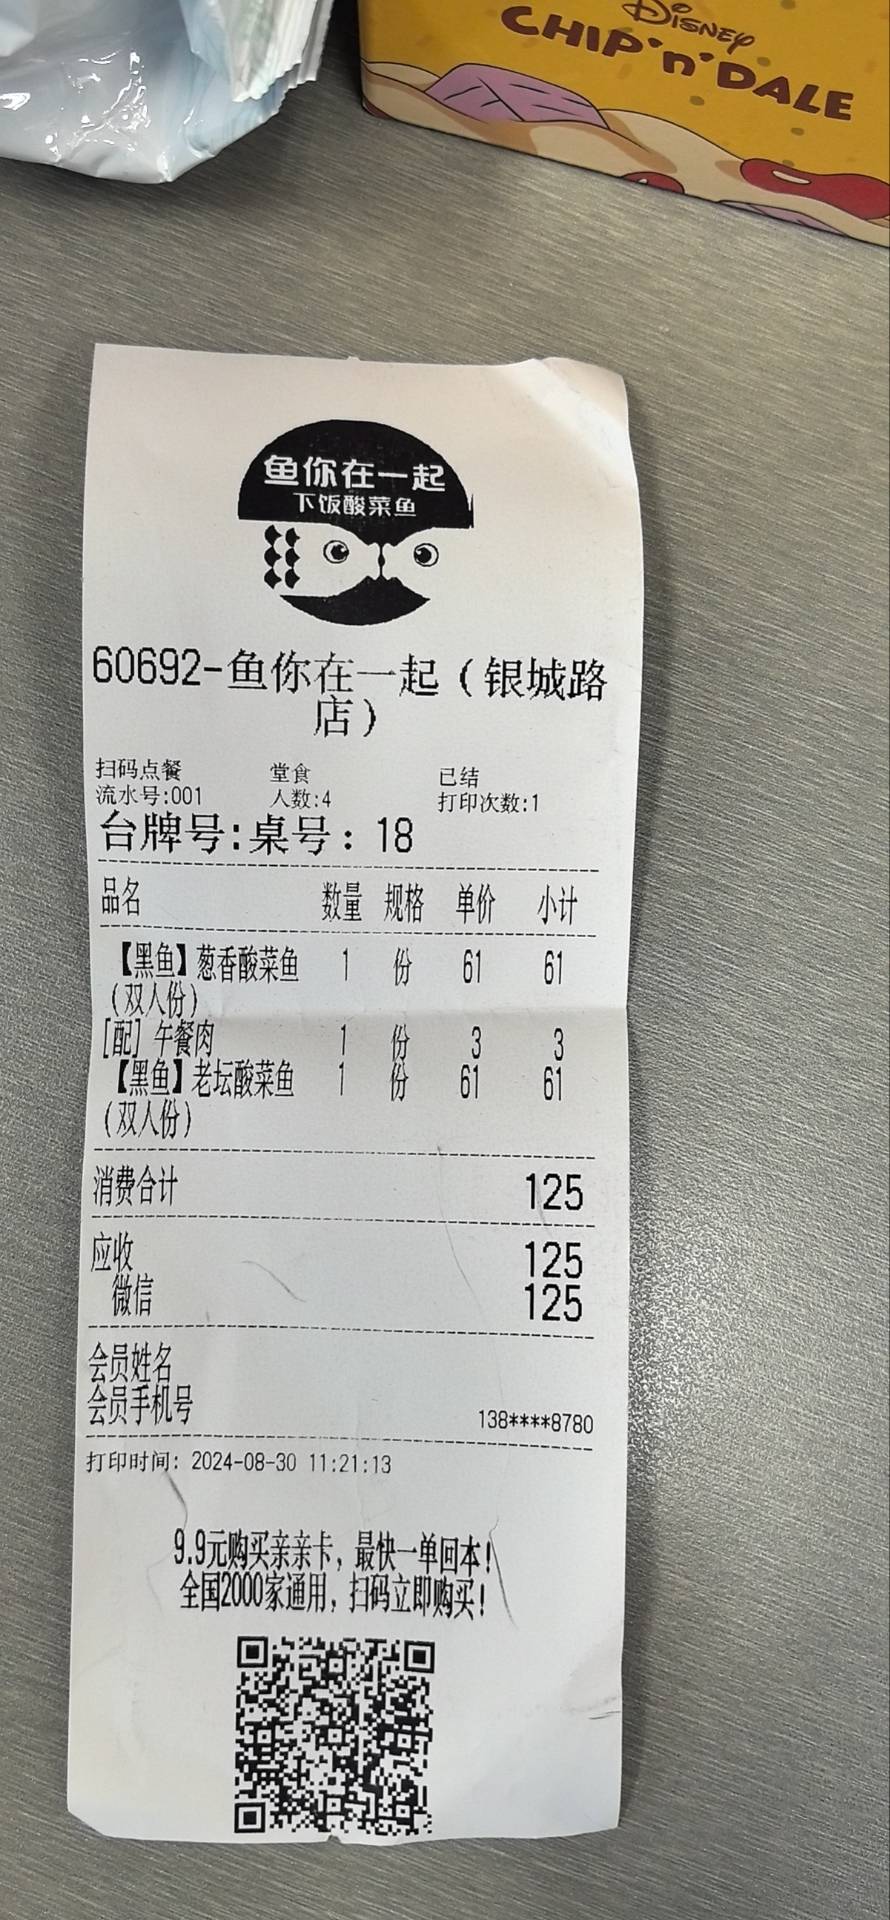 DISNEY
CHIP'n'DALE
鱼你在一起
下饭酸菜鱼
60692-鱼你在一起（银城路
店）
扫码点餐 堂食 已结
流水号:001 人数:4 打印次数:1
台牌号:桌号：18
品名 数量 规格 单价 小计
【黑鱼】葱香酸菜鱼 1 份 61 61
(双人份)
[配] 午餐肉 1 份 3 3
【黑鱼】老坛酸菜鱼 1 份 61 61
(双人份)
消费合计 125
应收 125
微信 125
会员姓名
会员手机号 138****8780
打印时间: 2024-08-30 11:21:13
9.9元购买亲亲卡，最快一单回本！
全国2000家通用，扫码立即购买！